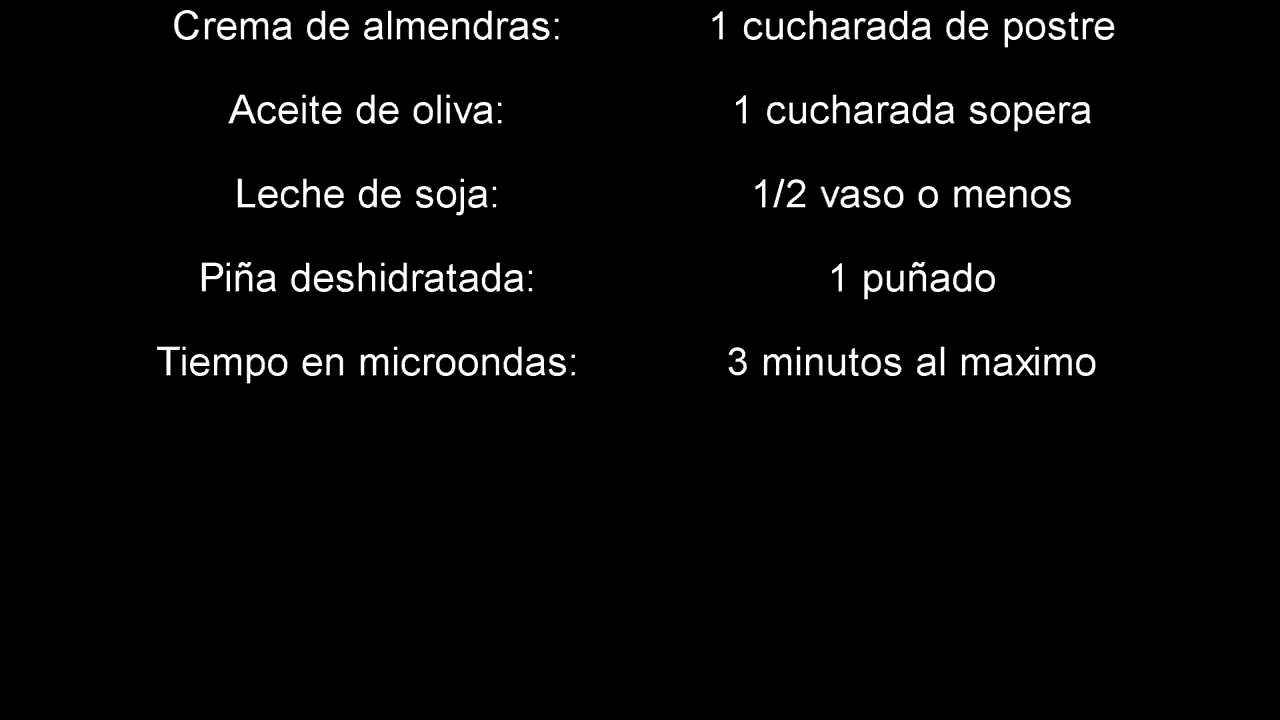 Crema de almendras: 1 cucharada de postre
Aceite de oliva: 1 cucharada sopera
Leche de soja: 1/2 vaso o menos
Piña deshidratada: 1 puñado
Tiempo en microondas: 3 minutos al maximo